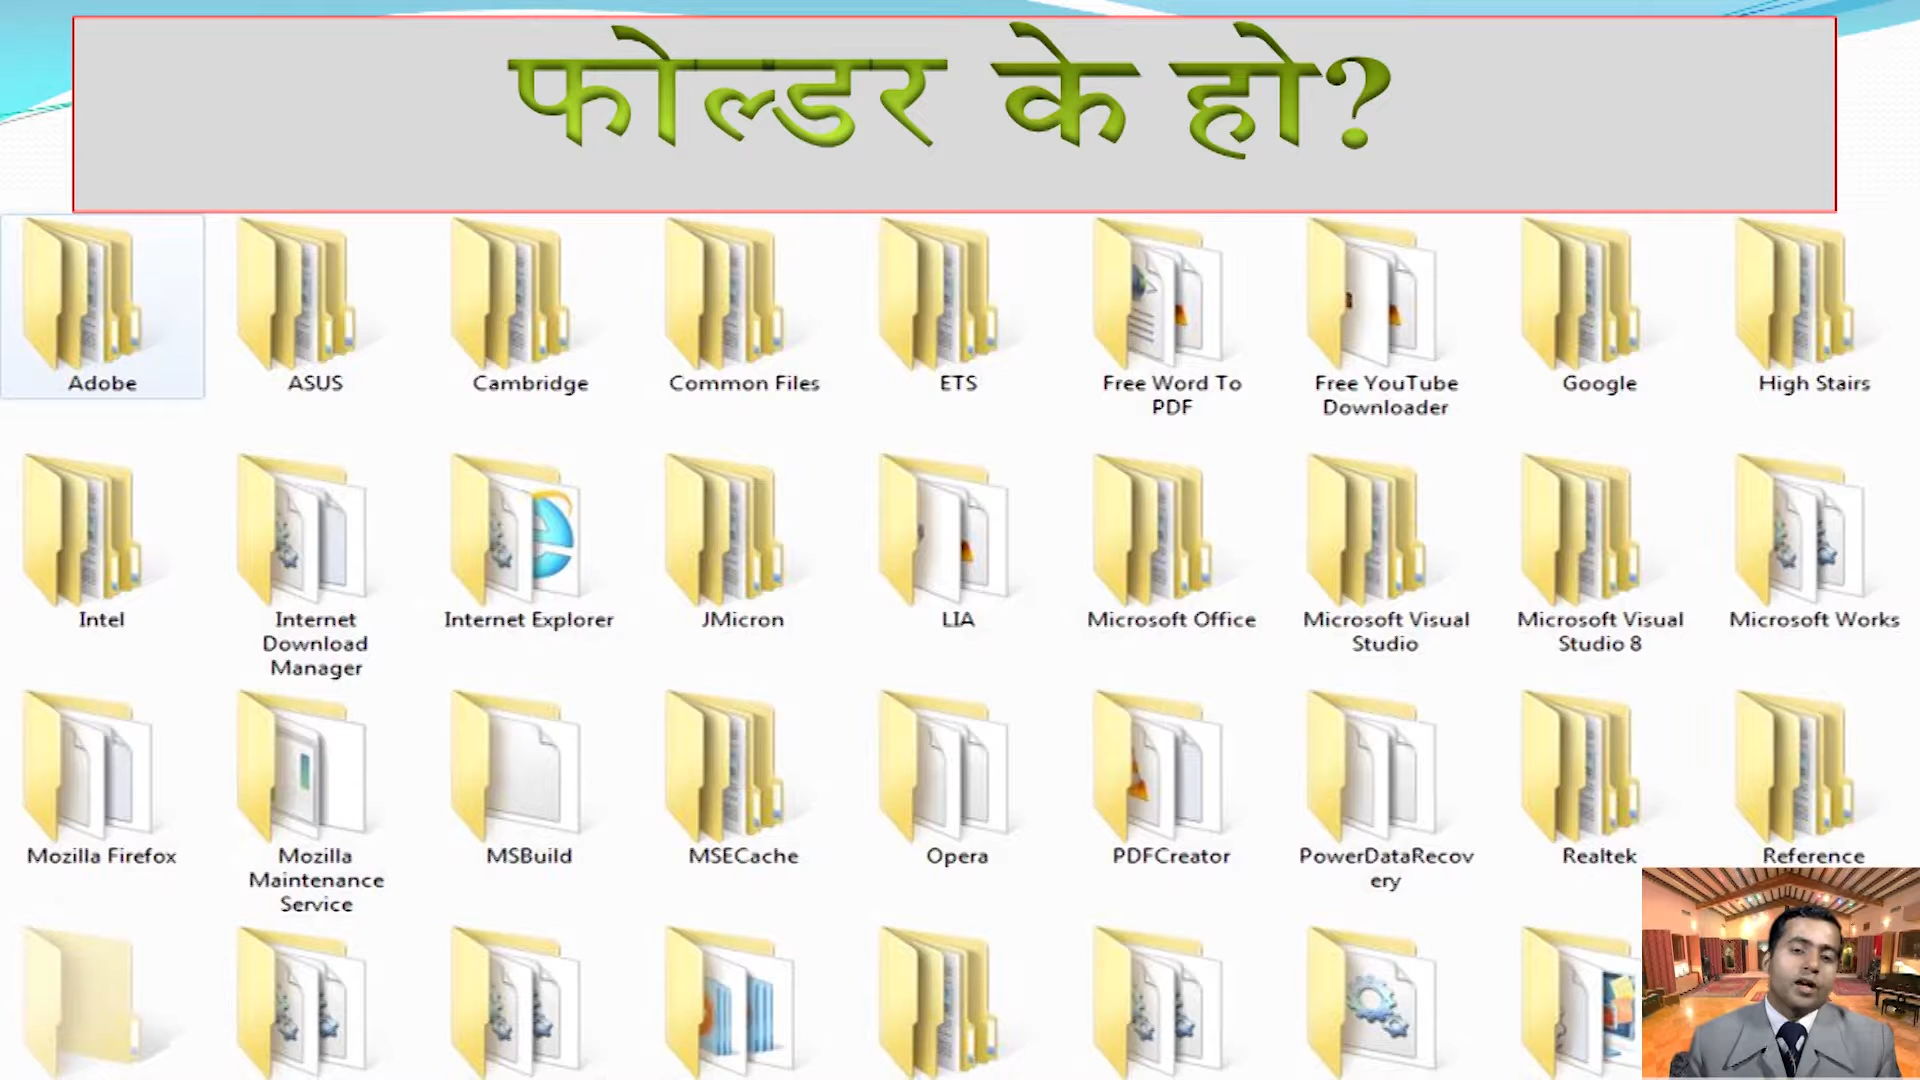 फोल्डर के हो?
Adobe
ASUS
Cambridge
Common Files
ETS
Free Word To
PDF
Free YouTube
Downloader
Google
High Stairs
Intel
Internet
Download
Manager
Internet Explorer
JMicron
LIA
Microsoft Office
Microsoft Visual
Studio
Microsoft Visual
Studio 8
Microsoft Works
Mozilla Firefox
Mozilla
Maintenance
Service
MSBuild
MSECache
Opera
PDFCreator
PowerDataRecov
ery
Realtek
Reference